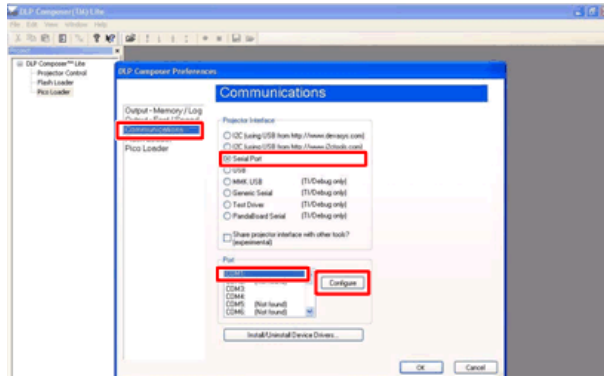 DLP Composer(TM) Lite
File Edit View Window Help
DLP Composer™ Lite
Projector Control
Flash Loader
Pico Loader
DLP Composer Preferences
Communications
Output - Memory / Log
Communications
Pico Loader
Projector Interface
I2C (using USB from http://www.devasys.com)
I2C (using USB from http://www.i2ctools.com)
Serial Port
USB
MMK USB (TI/Debug only)
Generic Serial (TI/Debug only)
Test Driver (TI/Debug only)
PandaBoard Serial (TI/Debug only)
Share projector interface with other tools?
(experimental)
Port
COM1:
COM3:
COM4:
COM5: (Not found)
COM6: (Not found)
Configure
Install/Uninstall Device Drivers...
OK Cancel